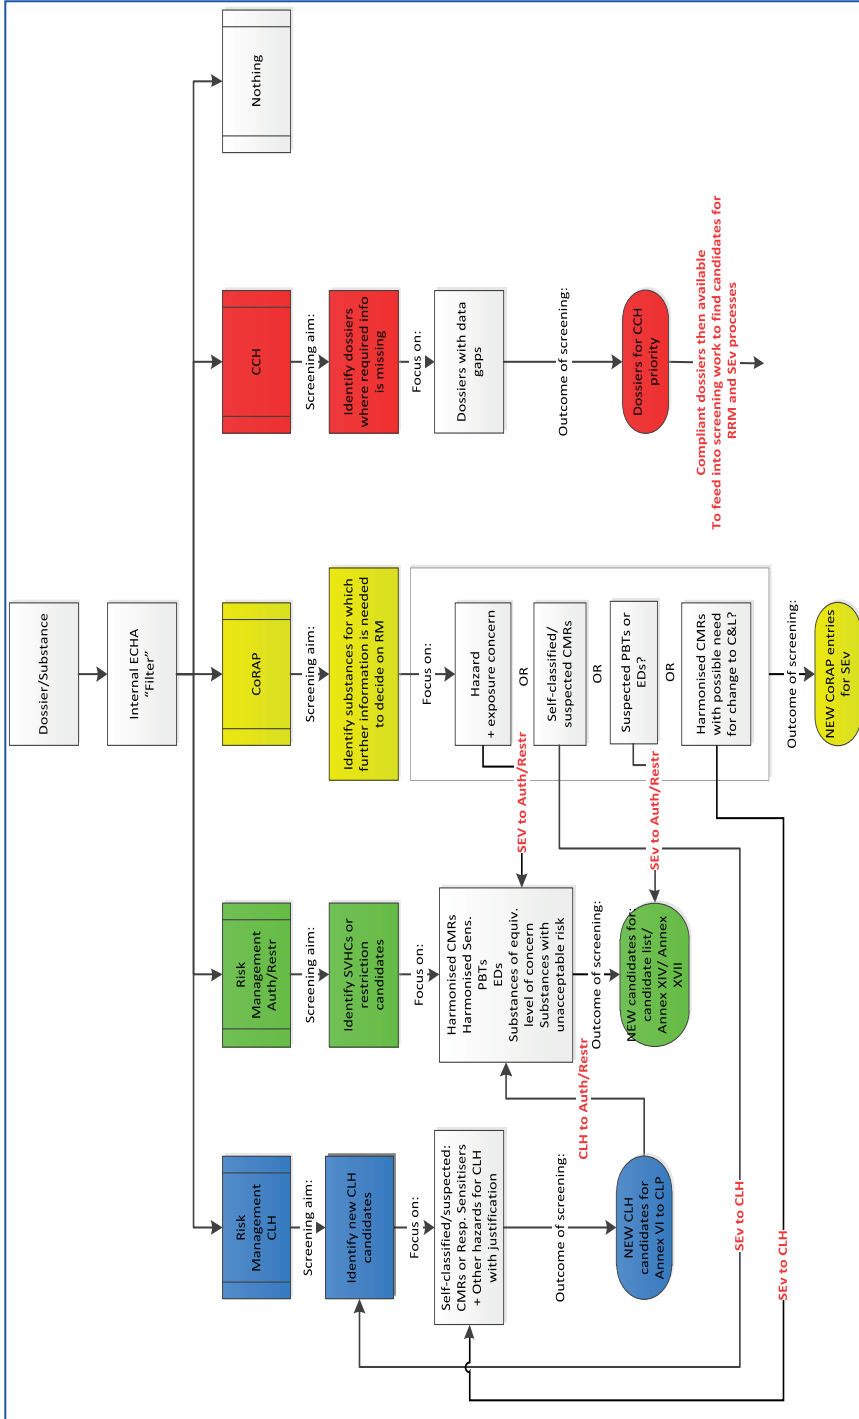 Dossier/Substance
Internal ECHA
“Filter”
Risk
Management
CLH
Screening aim:
Identify new CLH
candidates
Focus on:
Self-classified/suspected:
CMRs or Resp. Sensitisers
+ Other hazards for CLH
with justification
Outcome of screening:
NEW CLH
candidates for
Annex VI to CLP
Risk
Management
Auth/Restr
Screening aim:
Identify SVHCs or
restriction
candidates
Focus on:
Harmonised CMRs
Harmonised Sens.
PBTs
EDs
Substances of equiv.
level of concern
Substances with
unacceptable risk
Outcome of screening:
NEW candidates for:
candidate list/
Annex XIV/ Annex
XVII
CLH to Auth/Restr
CoRAP
Screening aim:
Identify substances for which
further information is needed
to decide on RM
Focus on:
Hazard
+ exposure concern
OR
Self-classified/
suspected CMRs
OR
Suspected PBTs or
EDs?
OR
Harmonised CMRs
with possible need
for change to C&L?
Outcome of screening:
NEW CoRAP entries
for SEv
SEV to Auth/Restr
SEv to Auth/Restr
SEv to CLH
SEv to CLH
CCH
Screening aim:
Identify dossiers
where required info
is missing
Focus on:
Dossiers with data
gaps
Outcome of screening:
Dossiers for CCH
priority
Compliant dossiers then available
To feed into screening work to find candidates for
RRM and SEv processes
Nothing